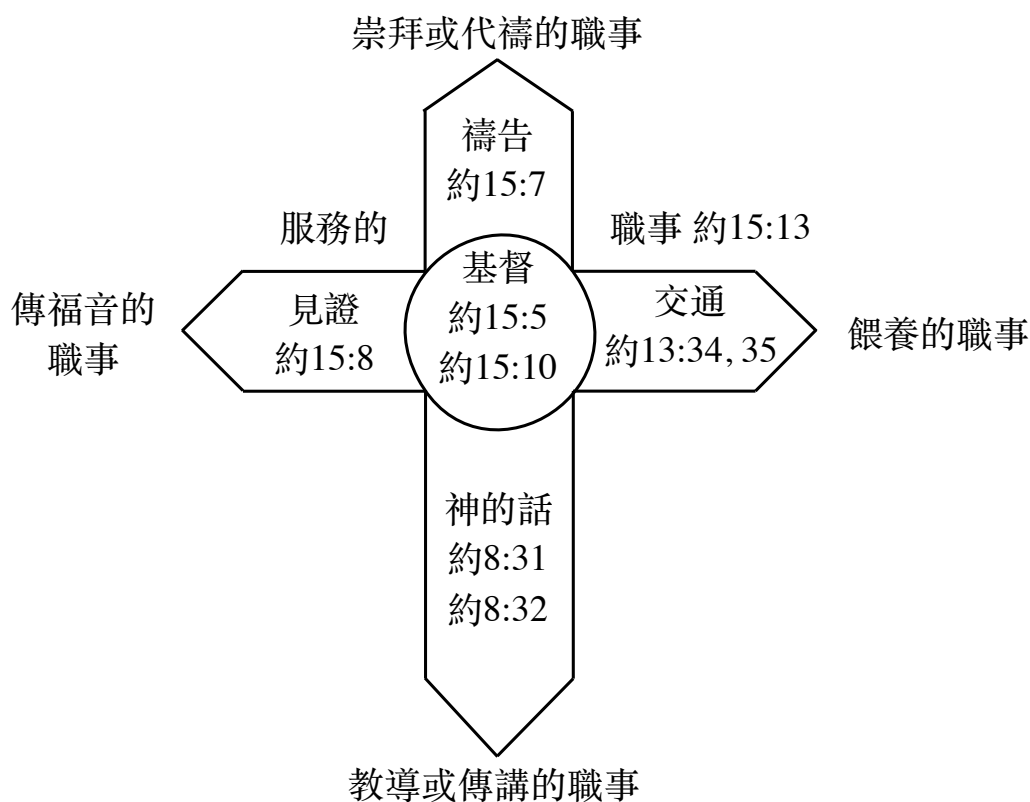 崇拜或代禱的職事
禱告
約15:7
服務的
職事 約15:13
傳福音的
職事
見證
約15:8
基督
約15:5
約15:10
交通
約13:34, 35
餵養的職事
神的話
約8:31
約8:32
教導或傳講的職事